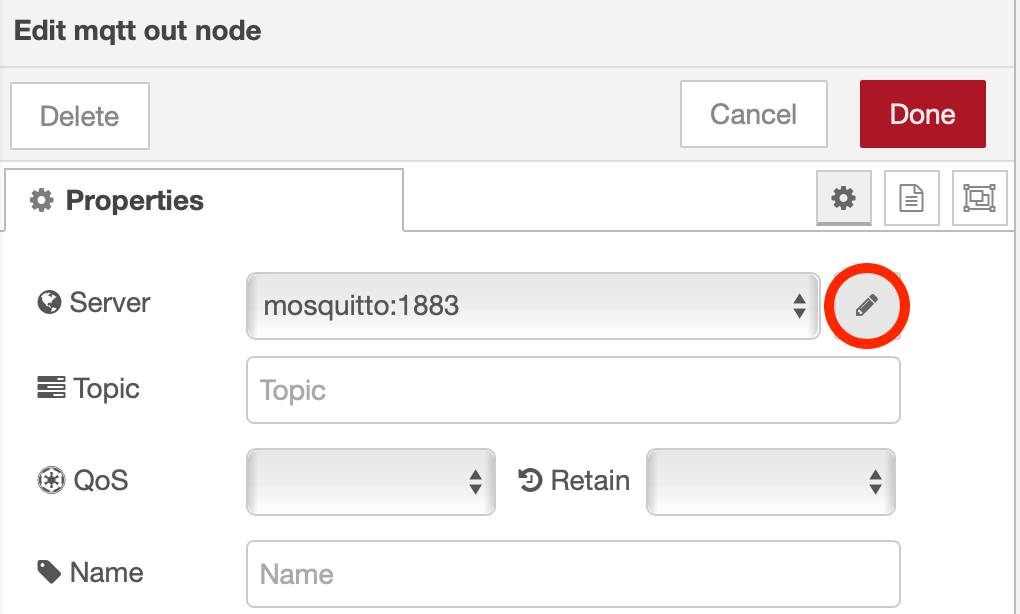 Edit mqtt out node
Delete
Cancel
Done
Properties
Server
mosquitto:1883
Topic
Topic
QoS
Retain
Name
Name